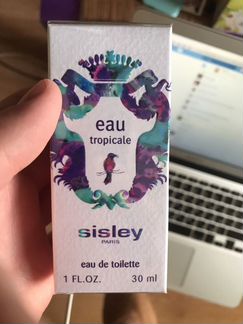 eau
tropicale
sisley
PARIS
eau de toilette
1 FL.OZ. 30 ml